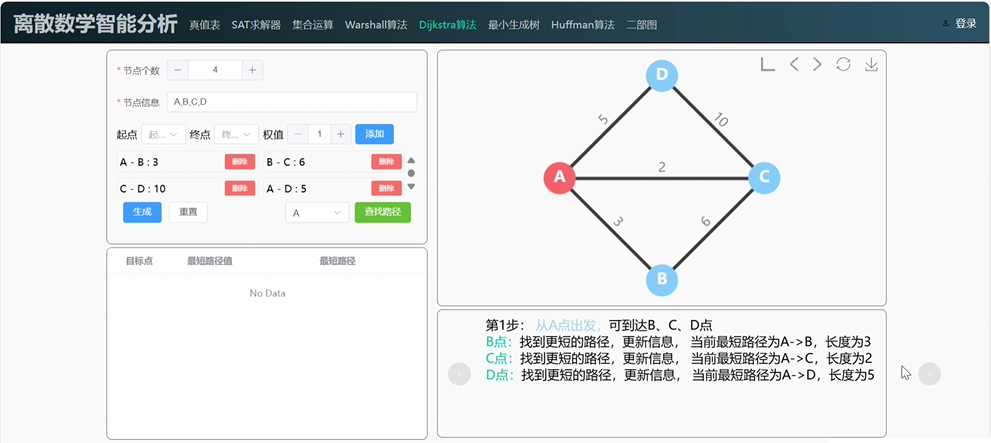 离散数学智能分析 真值表 SAT求解器 集合运算 Warshall算法 Dijkstra算法 最小生成树 Huffman算法 二部图 登录
* 节点个数 − 4 +
* 节点信息 A,B,C,D
起点 起... 终点 终... 权值 − 1 + 添加
A - B : 3 删除 B - C : 6 删除
C - D : 10 删除 A - D : 5 删除
生成 重置 A 查找路径
目标点 最短路径值 最短路径
No Data
D
5 10
A 2 C
3 6
B
第1步： 从A点出发，可到达B、C、D点
B点：找到更短的路径，更新信息， 当前最短路径为A->B，长度为3
C点：找到更短的路径，更新信息， 当前最短路径为A->C，长度为2
D点：找到更短的路径，更新信息， 当前最短路径为A->D，长度为5